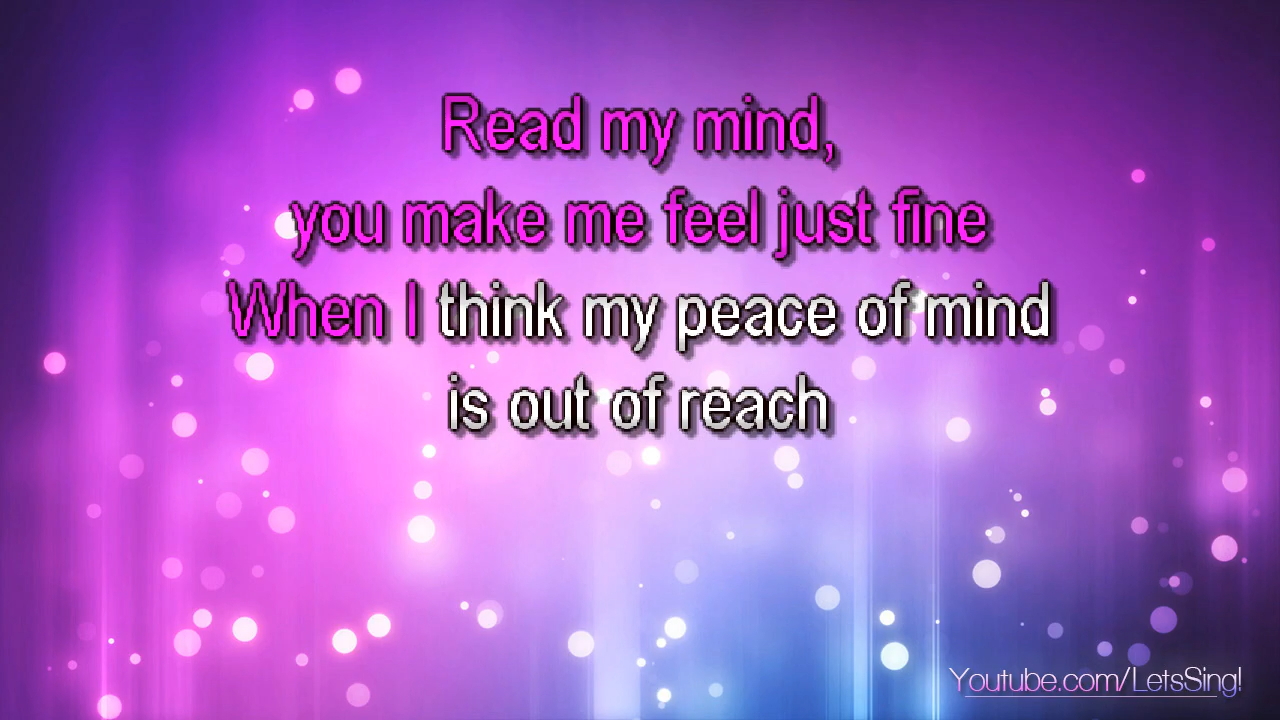 Read my mind,
you make me feel just fine
When I think my peace of mind
is out of reach
Youtube.com/LetsSing!